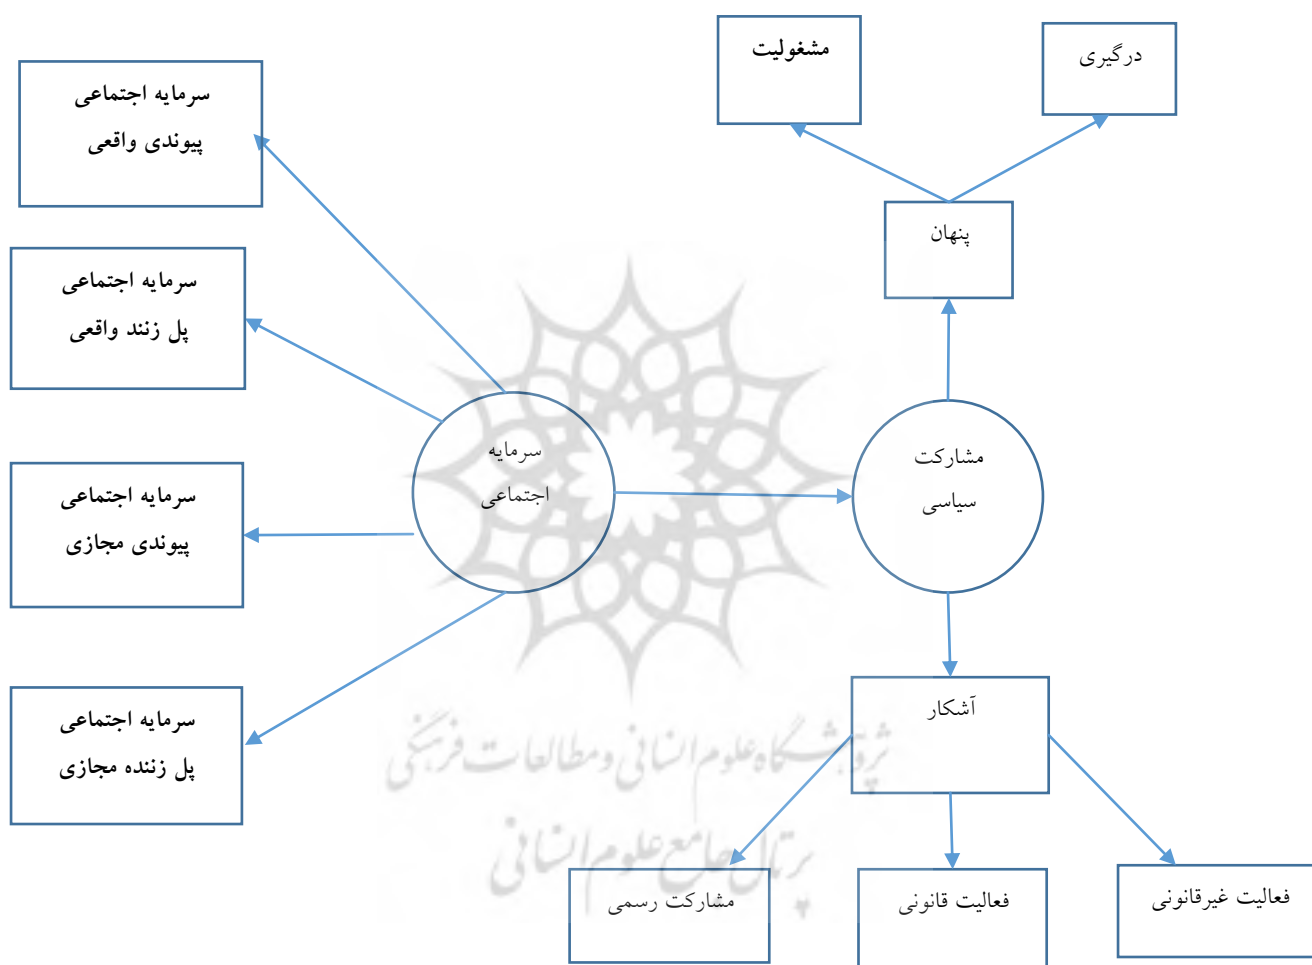 مشغولیت
درگیری
سرمایه اجتماعی
پیوندی واقعی
پنهان
سرمایه اجتماعی
پل زنند واقعی
سرمایه
اجتماعی
مشارکت
سیاسی
سرمایه اجتماعی
پیوندی مجازی
سرمایه اجتماعی
پل زننده مجازی
آشکار
پژوهشگاه علوم انسانی و مطالعات فرهنگی
پرتال جامع علوم انسانی
مشارکت رسمی
فعالیت قانونی
فعالیت غیرقانونی